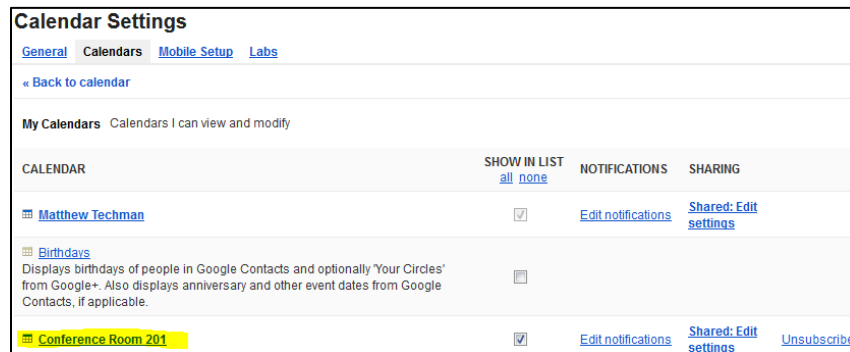 Calendar Settings
General Calendars Mobile Setup Labs
« Back to calendar
My Calendars Calendars I can view and modify
CALENDAR SHOW IN LIST NOTIFICATIONS SHARING
all none
Matthew Techman Edit notifications Shared: Edit
settings
Birthdays
Displays birthdays of people in Google Contacts and optionally 'Your Circles'
from Google+. Also displays anniversary and other event dates from Google
Contacts, if applicable.
Conference Room 201 Edit notifications Shared: Edit Unsubscribe
settings